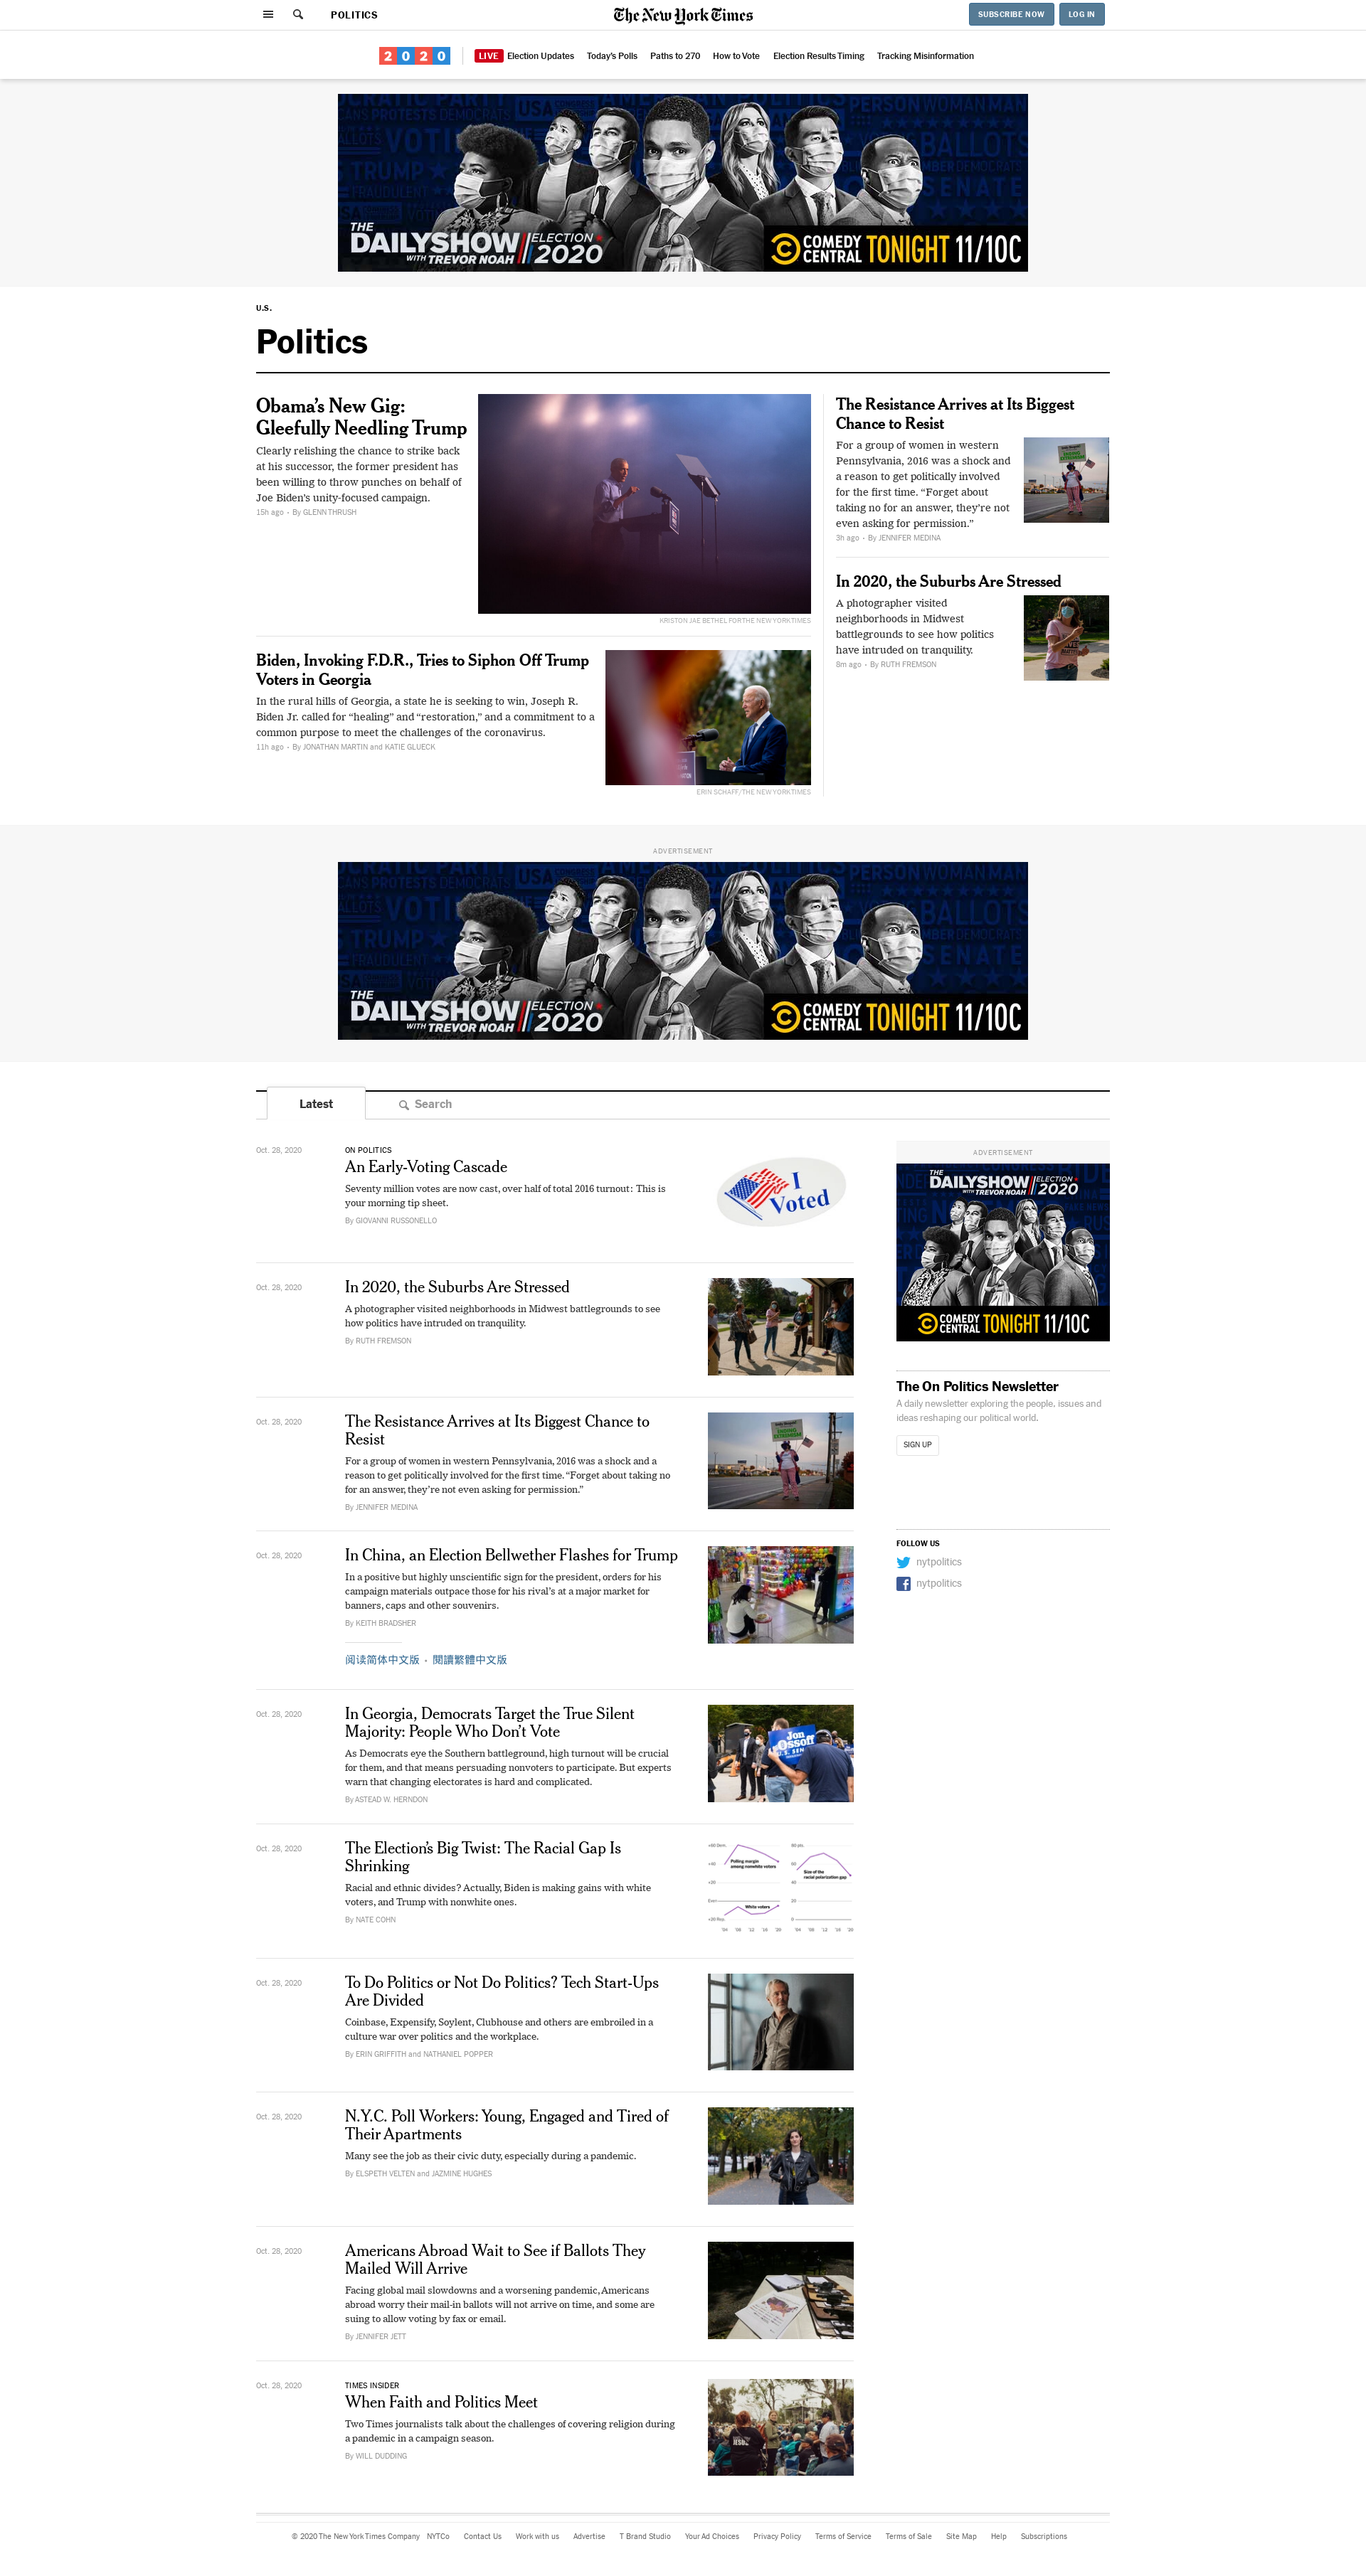 POLITICS
The New York Times
SUBSCRIBE NOW
LOG IN
2020
LIVE Election Updates
Today's Polls
Paths to 270
How to Vote
Election Results Timing
Tracking Misinformation
THE
DAILYSHOW
WITH TREVOR NOAH
ELECTION
2020
COMEDY
CENTRAL
TONIGHT 11/10C
U.S.
Politics
Obama's New Gig:
Gleefully Needling Trump
Clearly relishing the chance to strike back
at his successor, the former president has
been willing to throw punches on behalf of
Joe Biden's unity-focused campaign.
15h ago • By GLENN THRUSH
KRISTON JAE BETHEL FOR THE NEW YORK TIMES
Biden, Invoking F.D.R., Tries to Siphon Off Trump
Voters in Georgia
In the rural hills of Georgia, a state he is seeking to win, Joseph R.
Biden Jr. called for “healing” and “restoration,” and a commitment to a
common purpose to meet the challenges of the coronavirus.
11h ago • By JONATHAN MARTIN and KATIE GLUECK
ERIN SCHAFF/THE NEW YORK TIMES
The Resistance Arrives at Its Biggest
Chance to Resist
For a group of women in western
Pennsylvania, 2016 was a shock and
a reason to get politically involved
for the first time. “Forget about
taking no for an answer, they're not
even asking for permission.”
3h ago • By JENNIFER MEDINA
In 2020, the Suburbs Are Stressed
A photographer visited
neighborhoods in Midwest
battlegrounds to see how politics
have intruded on tranquility.
8m ago • By RUTH FREMSON
ADVERTISEMENT
THE
DAILYSHOW
WITH TREVOR NOAH
ELECTION
2020
COMEDY
CENTRAL
TONIGHT 11/10C
Latest
Search
Oct. 28, 2020
ON POLITICS
An Early-Voting Cascade
Seventy million votes are now cast, over half of total 2016 turnout: This is
your morning tip sheet.
By GIOVANNI RUSSONELLO
I
Voted
Oct. 28, 2020
In 2020, the Suburbs Are Stressed
A photographer visited neighborhoods in Midwest battlegrounds to see
how politics have intruded on tranquility.
By RUTH FREMSON
Oct. 28, 2020
The Resistance Arrives at Its Biggest Chance to
Resist
For a group of women in western Pennsylvania, 2016 was a shock and a
reason to get politically involved for the first time. “Forget about taking no
for an answer, they're not even asking for permission.”
By JENNIFER MEDINA
Oct. 28, 2020
In China, an Election Bellwether Flashes for Trump
In a positive but highly unscientific sign for the president, orders for his
campaign materials outpace those for his rival's at a major market for
banners, caps and other souvenirs.
By KEITH BRADSHER
阅读简体中文版 • 閱讀繁體中文版
Oct. 28, 2020
In Georgia, Democrats Target the True Silent
Majority: People Who Don't Vote
As Democrats eye the Southern battleground, high turnout will be crucial
for them, and that means persuading nonvoters to participate. But experts
warn that changing electorates is hard and complicated.
By ASTEAD W. HERNDON
Jon
Ossoff
U.S. SEN
Oct. 28, 2020
The Election's Big Twist: The Racial Gap Is
Shrinking
Racial and ethnic divides? Actually, Biden is making gains with white
voters, and Trump with nonwhite ones.
By NATE COHN
Polling margin
among nonwhite voters
White voters
Size of the
racial polarization gap
Oct. 28, 2020
To Do Politics or Not Do Politics? Tech Start-Ups
Are Divided
Coinbase, Expensify, Soylent, Clubhouse and others are embroiled in a
culture war over politics and the workplace.
By ERIN GRIFFITH and NATHANIEL POPPER
Oct. 28, 2020
N.Y.C. Poll Workers: Young, Engaged and Tired of
Their Apartments
Many see the job as their civic duty, especially during a pandemic.
By ELSPETH VELTEN and JAZMINE HUGHES
Oct. 28, 2020
Americans Abroad Wait to See if Ballots They
Mailed Will Arrive
Facing global mail slowdowns and a worsening pandemic, Americans
abroad worry their mail-in ballots will not arrive on time, and some are
suing to allow voting by fax or email.
By JENNIFER JETT
Oct. 28, 2020
TIMES INSIDER
When Faith and Politics Meet
Two Times journalists talk about the challenges of covering religion during
a pandemic in a campaign season.
By WILL DUDDING
ADVERTISEMENT
THE
DAILYSHOW
WITH TREVOR NOAH
ELECTION
2020
COMEDY
CENTRAL
TONIGHT 11/10C
The On Politics Newsletter
A daily newsletter exploring the people, issues and
ideas reshaping our political world.
SIGN UP
FOLLOW US
nytpolitics
nytpolitics
© 2020 The New York Times Company
NYTCo
Contact Us
Work with us
Advertise
T Brand Studio
Your Ad Choices
Privacy Policy
Terms of Service
Terms of Sale
Site Map
Help
Subscriptions